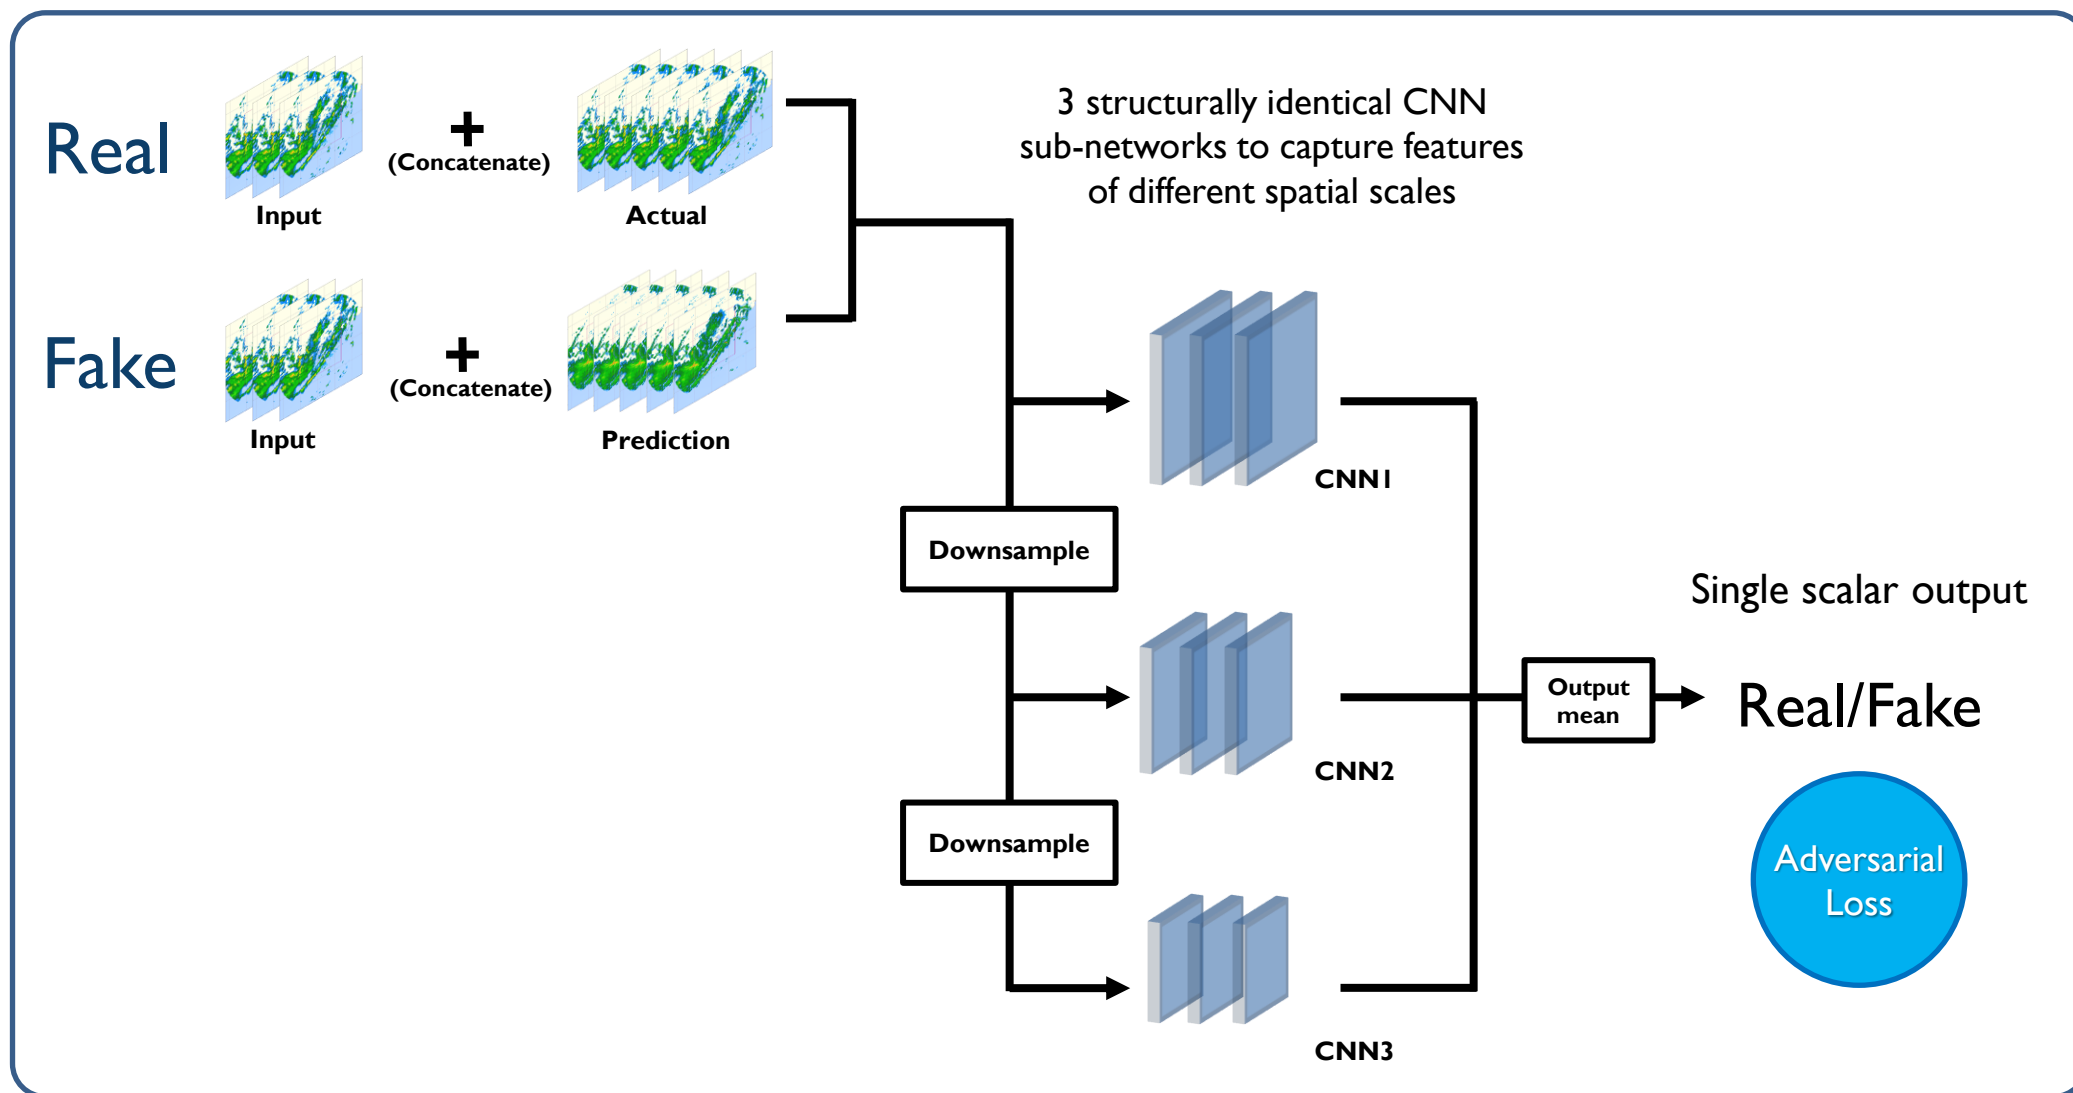 Real
+
(Concatenate)
Input
Actual
3 structurally identical CNN
sub-networks to capture features
of different spatial scales
Fake
+
(Concatenate)
Input
Prediction
CNN1
Downsample
CNN2
Downsample
CNN3
Single scalar output
Output
mean
Real/Fake
Adversarial
Loss